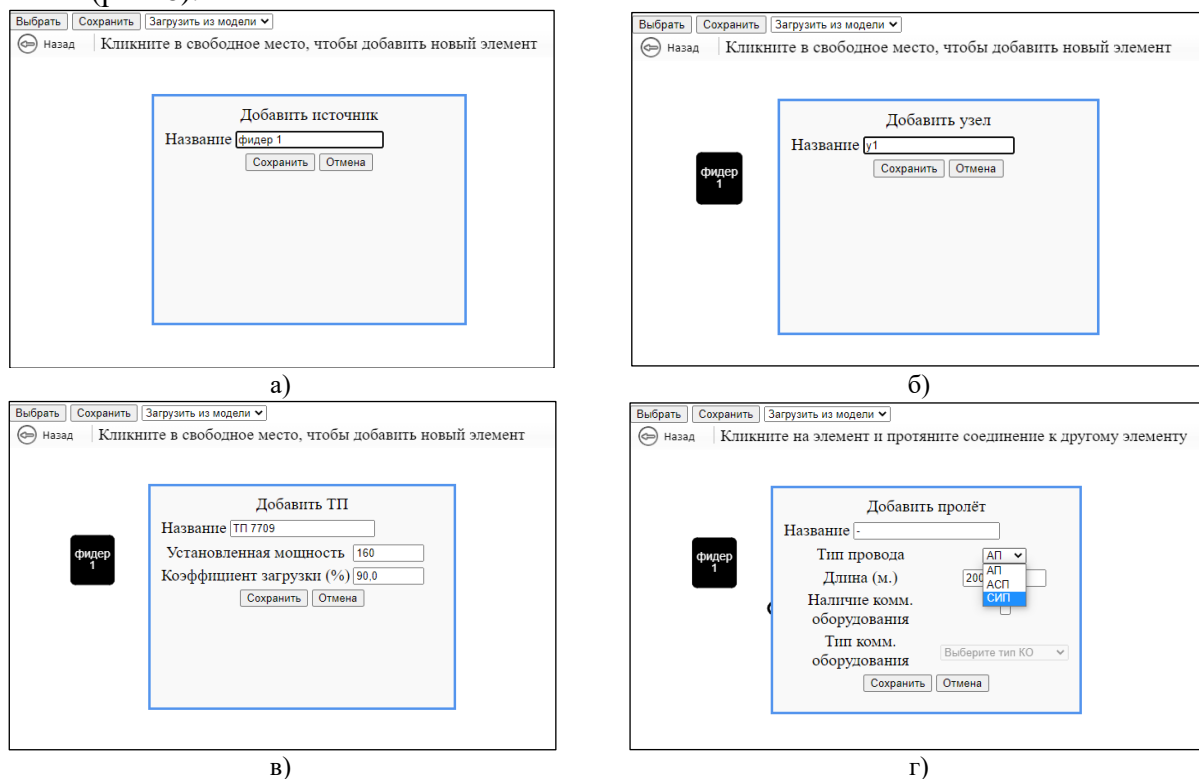 Выбрать Сохранить Загрузить из модели
Назад Кликните в свободное место, чтобы добавить новый элемент
Добавить источник
Название фидер 1
Сохранить Отмена
а)
Выбрать Сохранить Загрузить из модели
Назад Кликните в свободное место, чтобы добавить новый элемент
фидер
1
Добавить узел
Название у1
Сохранить Отмена
б)
Выбрать Сохранить Загрузить из модели
Назад Кликните в свободное место, чтобы добавить новый элемент
фидер
1
Добавить ТП
Название ТП 7709
Установленная мощность 160
Коэффициент загрузки (%) 90,0
Сохранить Отмена
в)
Выбрать Сохранить Загрузить из модели
Назад Кликните на элемент и протяните соединение к другому элементу
фидер
1
Добавить пролёт
Название -
Тип провода АП
АП
АСП
СИП
Длина (м.)
Наличие комм.
оборудования
Тип комм.
оборудования
Выберите тип КО
Сохранить Отмена
г)